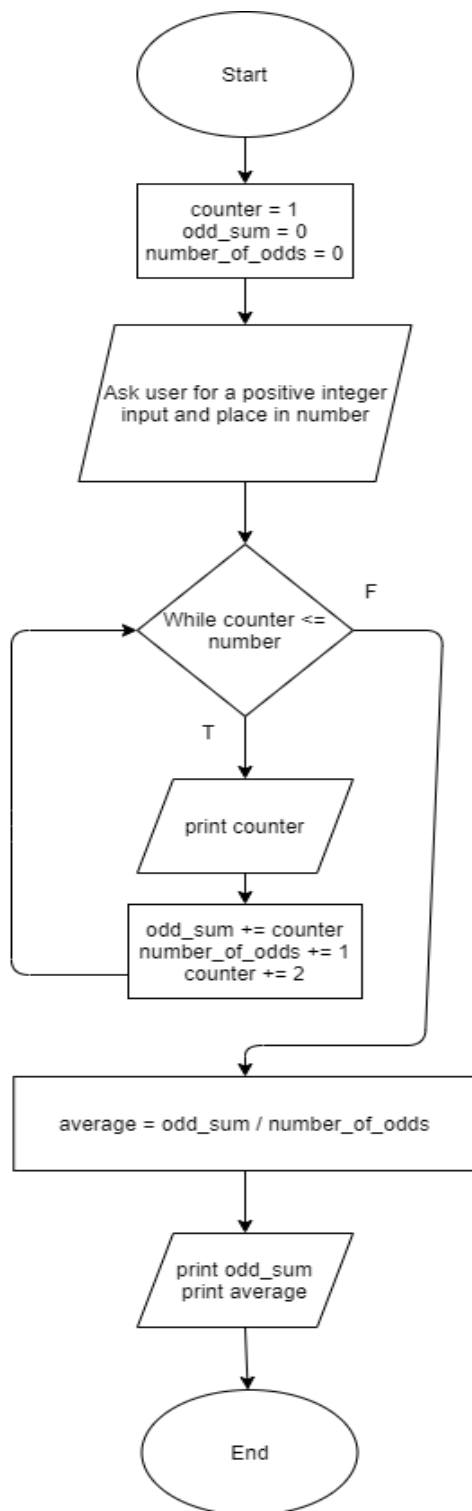 Start
counter = 1
odd_sum = 0
number_of_odds = 0
Ask user for a positive integer
input and place in number
While counter <=
number
F
T
print counter
odd_sum += counter
number_of_odds += 1
counter += 2
average = odd_sum / number_of_odds
print odd_sum
print average
End